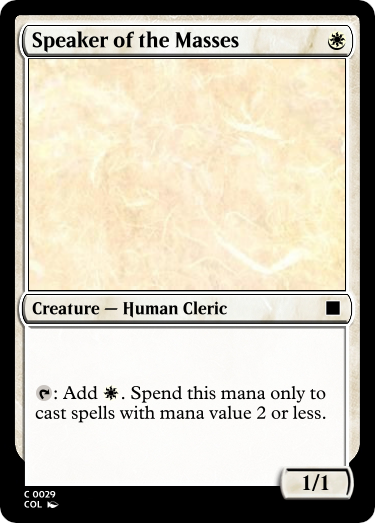 Speaker of the Masses
Creature — Human Cleric
: Add . Spend this mana only to
cast spells with mana value 2 or less.
1/1
C 0029
COL